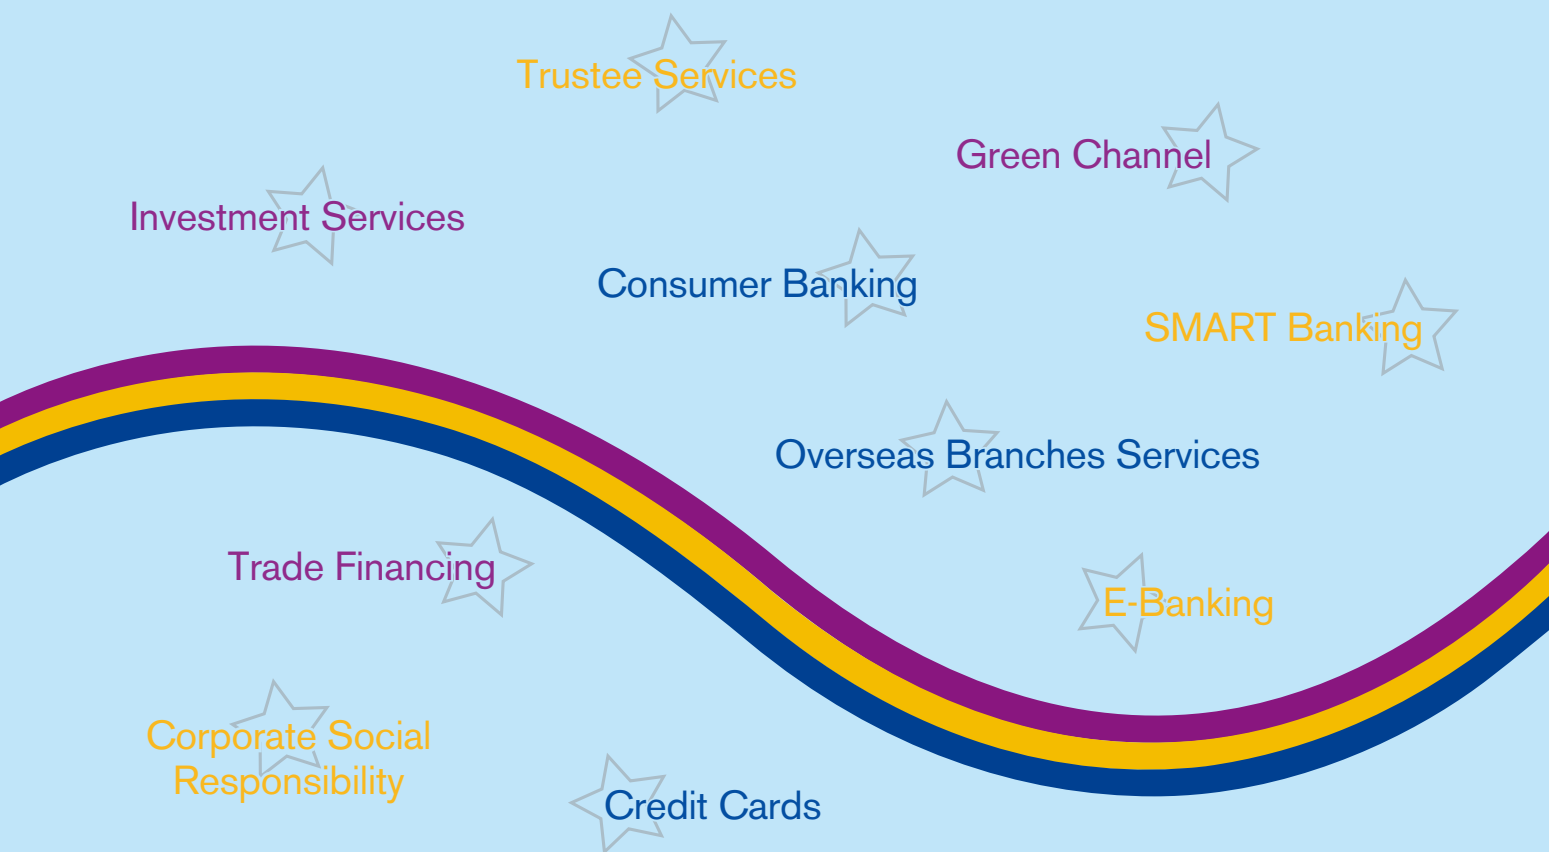 Trustee Services
Green Channel
Investment Services
Consumer Banking
SMART Banking
Overseas Branches Services
Trade Financing
E-Banking
Corporate Social
Responsibility
Credit Cards